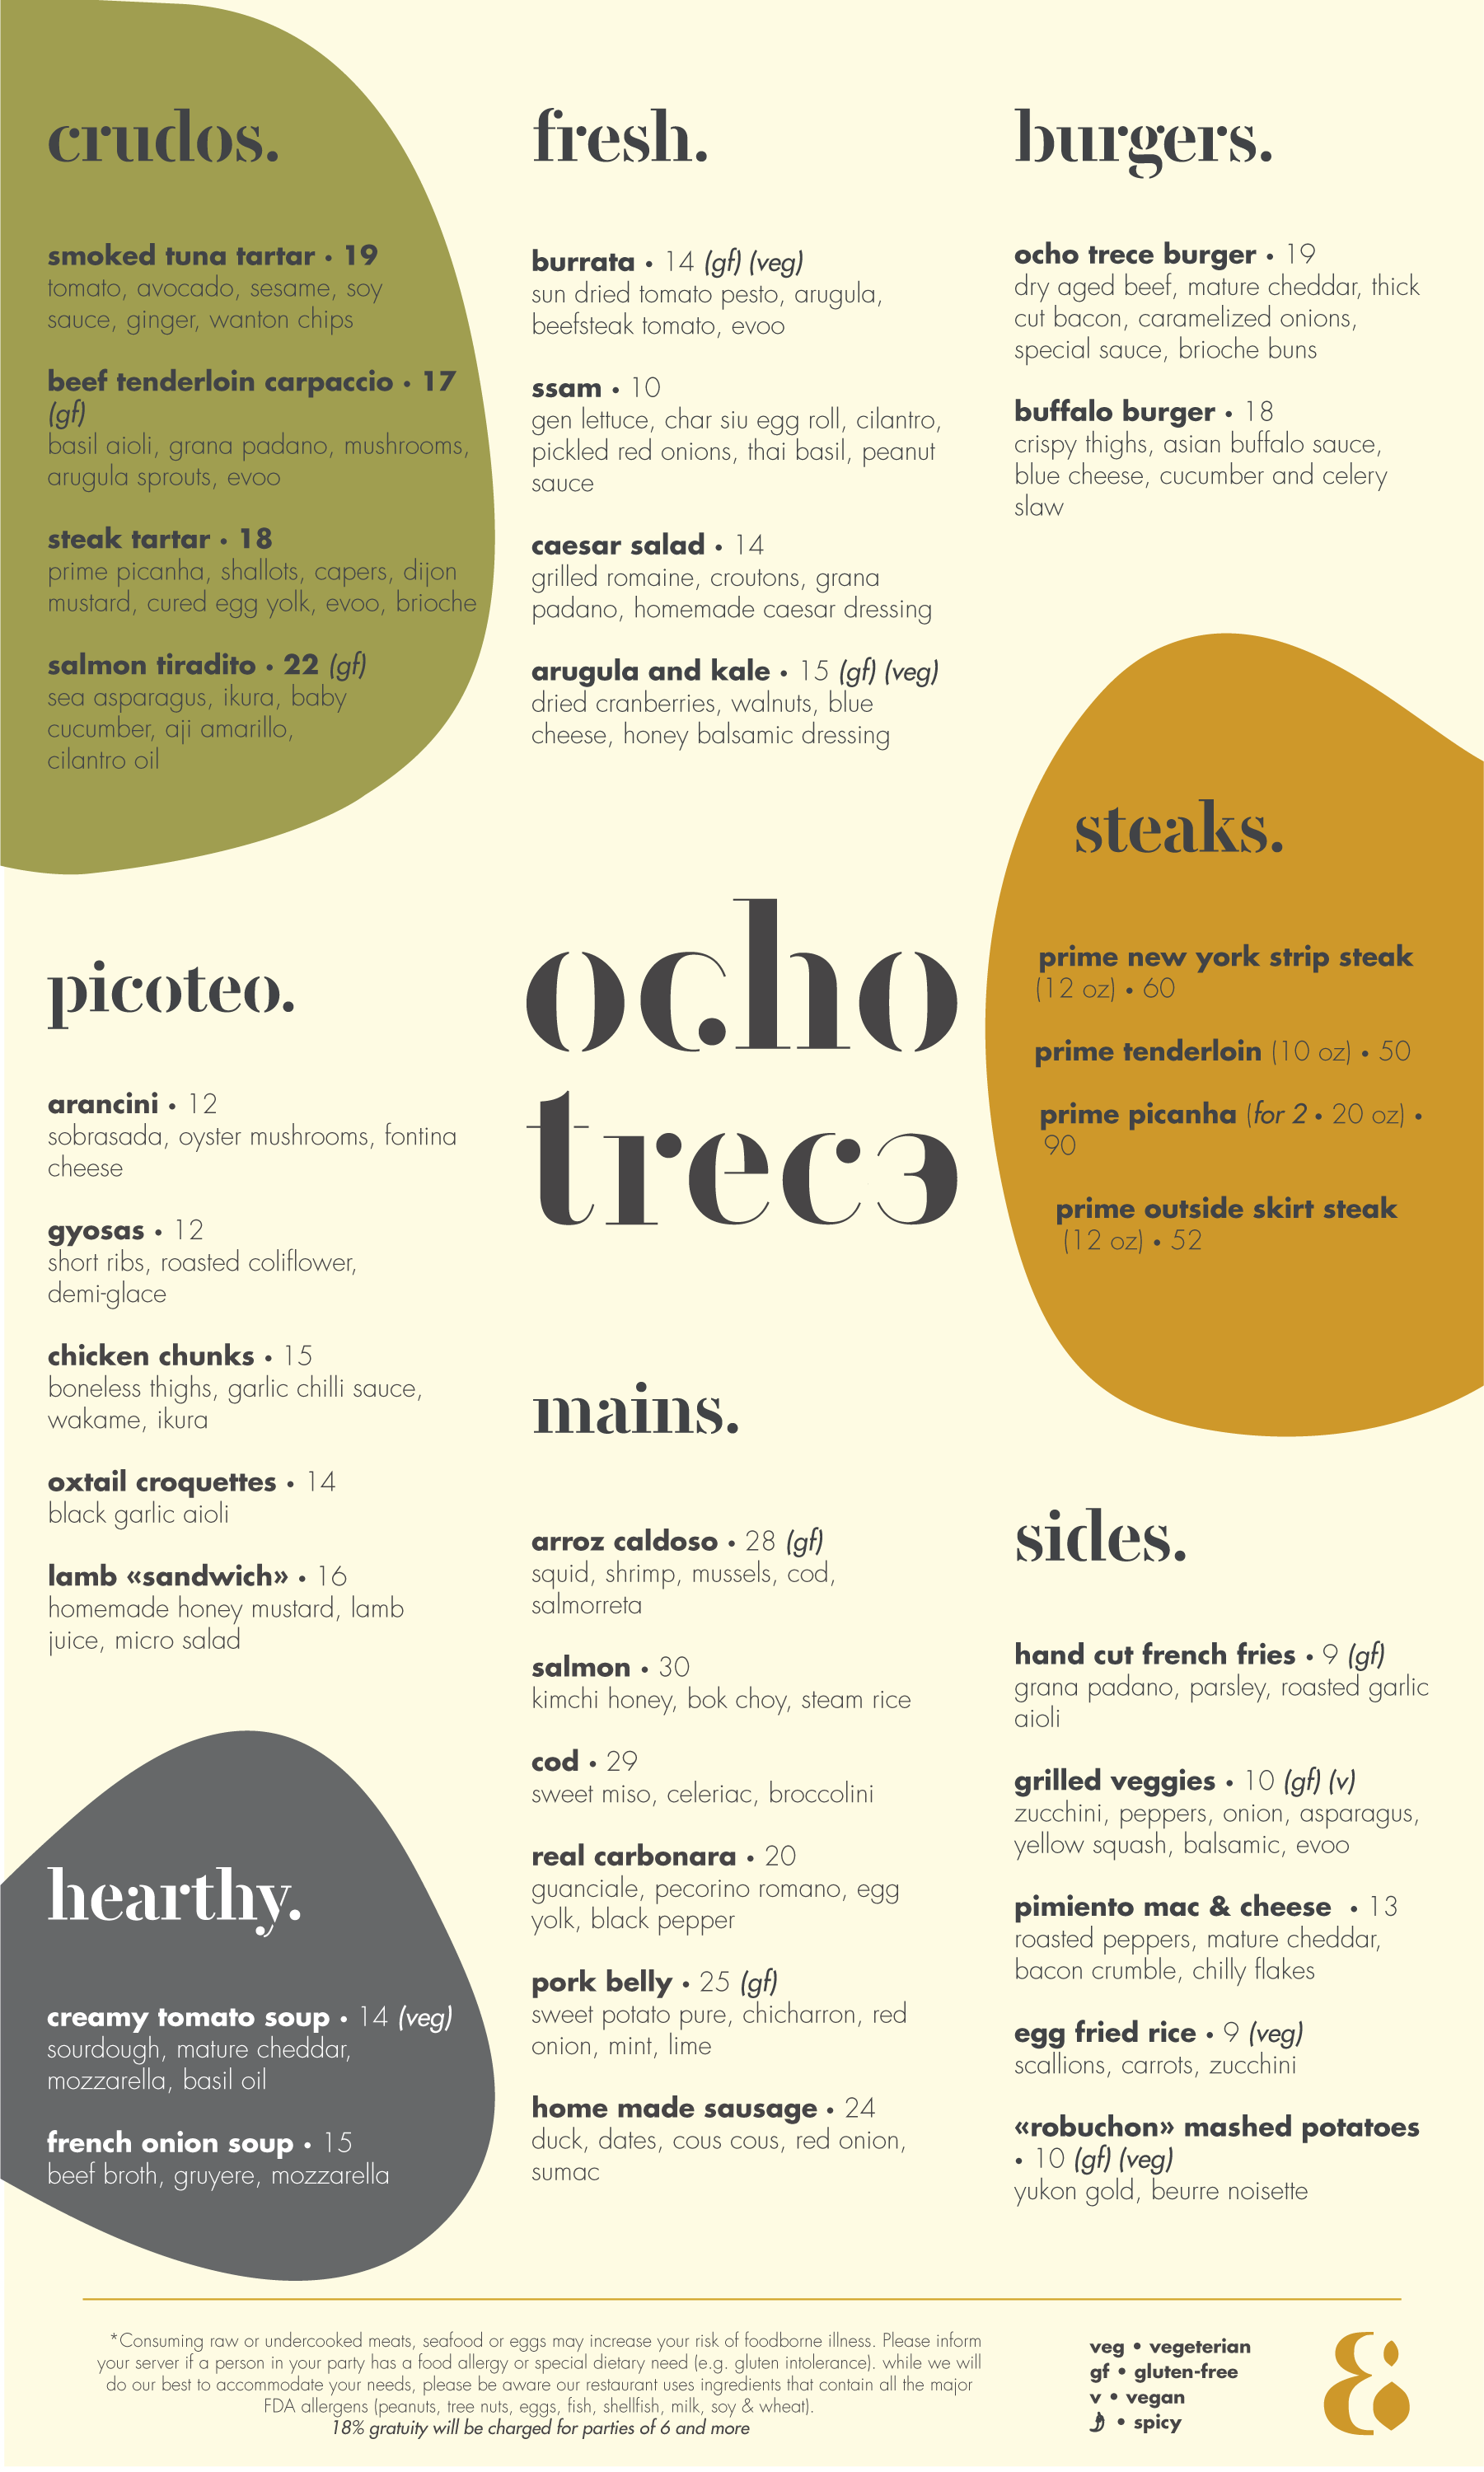 crudos.
smoked tuna tartar • 19
tomato, avocado, sesame, soy
sauce, ginger, wanton chips
beef tenderloin carpaccio • 17
(gf)
basil aioli, grana padano, mushrooms,
arugula sprouts, evoo
steak tartar • 18
prime picanha, shallots, capers, dijon
mustard, cured egg yolk, evoo, brioche
salmon tiradito • 22 (gf)
sea asparagus, ikura, baby
cucumber, aji amarillo,
cilantro oil
picoteo.
arancini • 12
sobrasada, oyster mushrooms, fontina
cheese
gyosas • 12
short ribs, roasted coliflower,
demi-glace
chicken chunks • 15
boneless thighs, garlic chilli sauce,
wakame, ikura
oxtail croquettes • 14
black garlic aioli
lamb «sandwich» • 16
homemade honey mustard, lamb
juice, micro salad
hearthy.
creamy tomato soup • 14 (veg)
sourdough, mature cheddar,
mozzarella, basil oil
french onion soup • 15
beef broth, gruyere, mozzarella
fresh.
burrata • 14 (gf) (veg)
sun dried tomato pesto, arugula,
beefsteak tomato, evoo
ssam • 10
gen lettuce, char siu egg roll, cilantro,
pickled red onions, thai basil, peanut
sauce
caesar salad • 14
grilled romaine, croutons, grana
padano, homemade caesar dressing
arugula and kale • 15 (gf) (veg)
dried cranberries, walnuts, blue
cheese, honey balsamic dressing
ocho
trece
mains.
arroz caldoso • 28 (gf)
squid, shrimp, mussels, cod,
salmorreta
salmon • 30
kimchi honey, bok choy, steam rice
cod • 29
sweet miso, celeriac, broccolini
real carbonara • 20
guanciale, pecorino romano, egg
yolk, black pepper
pork belly • 25 (gf)
sweet potato pure, chicharron, red
onion, mint, lime
home made sausage • 24
duck, dates, cous cous, red onion,
sumac
burgers.
ocho trece burger • 19
dry aged beef, mature cheddar, thick
cut bacon, caramelized onions,
special sauce, brioche buns
buffalo burger • 18
crispy thighs, asian buffalo sauce,
blue cheese, cucumber and celery
slaw
steaks.
prime new york strip steak
(12 oz) • 60
prime tenderloin (10 oz) • 50
prime picanha (for 2 • 20 oz) •
90
prime outside skirt steak
(12 oz) • 52
sides.
hand cut french fries • 9 (gf)
grana padano, parsley, roasted garlic
aioli
grilled veggies • 10 (gf) (v)
zucchini, peppers, onion, asparagus,
yellow squash, balsamic, evoo
pimiento mac & cheese • 13
roasted peppers, mature cheddar,
bacon crumble, chilly flakes
egg fried rice • 9 (veg)
scallions, carrots, zucchini
«robuchon» mashed potatoes
• 10 (gf) (veg)
yukon gold, beurre noisette
*Consuming raw or undercooked meats, seafood or eggs may increase your risk of foodborne illness. Please inform
your server if a person in your party has a food allergy or special dietary need (e.g. gluten intolerance). while we will
do our best to accommodate your needs, please be aware our restaurant uses ingredients that contain all the major
FDA allergens (peanuts, tree nuts, eggs, fish, shellfish, milk, soy & wheat).
18% gratuity will be charged for parties of 6 and more
veg • vegeterian
gf • gluten-free
v • vegan
• spicy